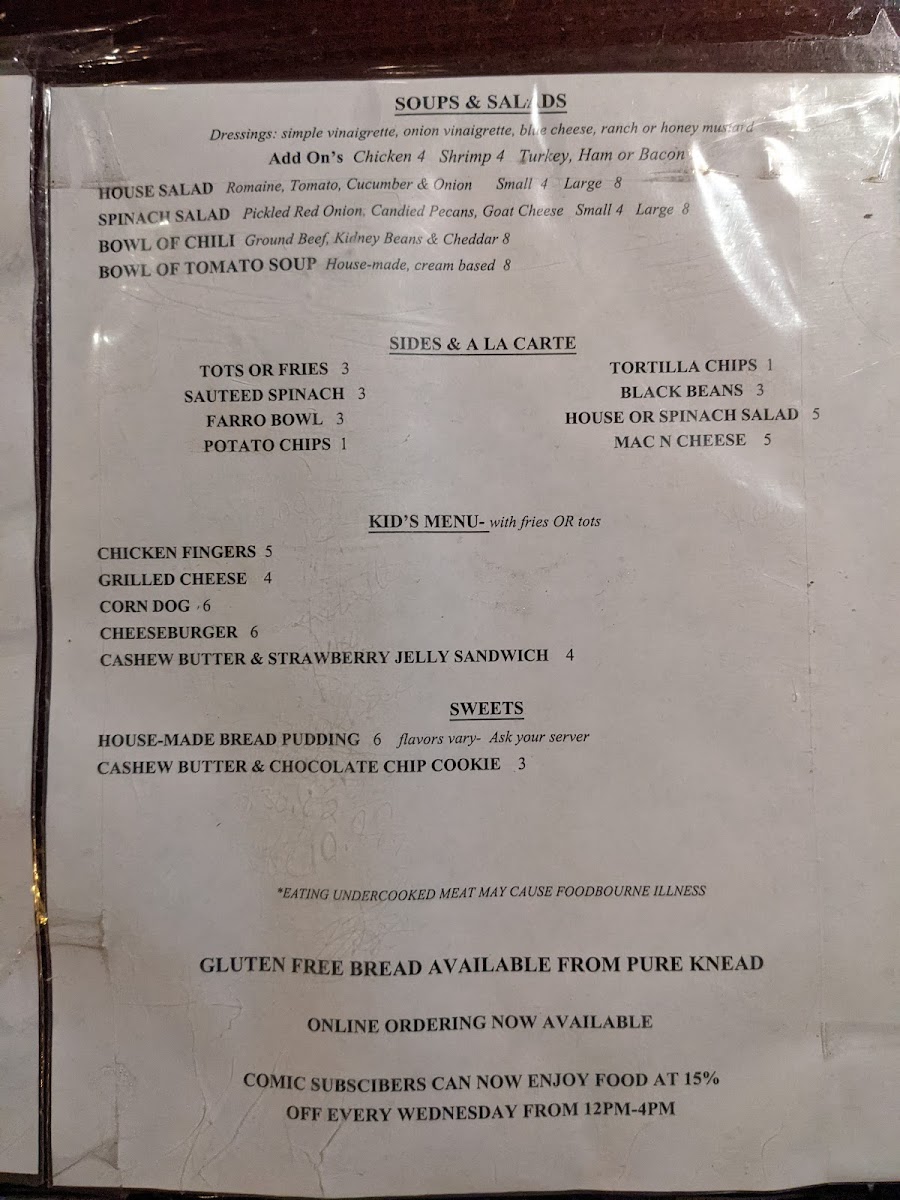 SOUPS & SALADS
Dressings: simple vinaigrette, onion vinaigrette, blue cheese, ranch or honey mustard
Add On's Chicken 4 Shrimp 4 Turkey, Ham or Bacon
HOUSE SALAD Romaine, Tomato, Cucumber & Onion Small 4 Large 8
SPINACH SALAD Pickled Red Onion, Candied Pecans, Goat Cheese Small 4 Large 8
BOWL OF CHILI Ground Beef, Kidney Beans & Cheddar 8
BOWL OF TOMATO SOUP House-made, cream based 8
SIDES & A LA CARTE
TOTS OR FRIES 3
SAUTEED SPINACH 3
FARRO BOWL 3
POTATO CHIPS 1
TORTILLA CHIPS 1
BLACK BEANS 3
HOUSE OR SPINACH SALAD 5
MAC N CHEESE 5
KID'S MENU- with fries OR tots
CHICKEN FINGERS 5
GRILLED CHEESE 4
CORN DOG 6
CHEESEBURGER 6
CASHEW BUTTER & STRAWBERRY JELLY SANDWICH 4
SWEETS
HOUSE-MADE BREAD PUDDING 6 flavors vary- Ask your server
CASHEW BUTTER & CHOCOLATE CHIP COOKIE 3
*EATING UNDERCOOKED MEAT MAY CAUSE FOODBOURNE ILLNESS
GLUTEN FREE BREAD AVAILABLE FROM PURE KNEAD
ONLINE ORDERING NOW AVAILABLE
COMIC SUBSCIBERS CAN NOW ENJOY FOOD AT 15%
OFF EVERY WEDNESDAY FROM 12PM-4PM